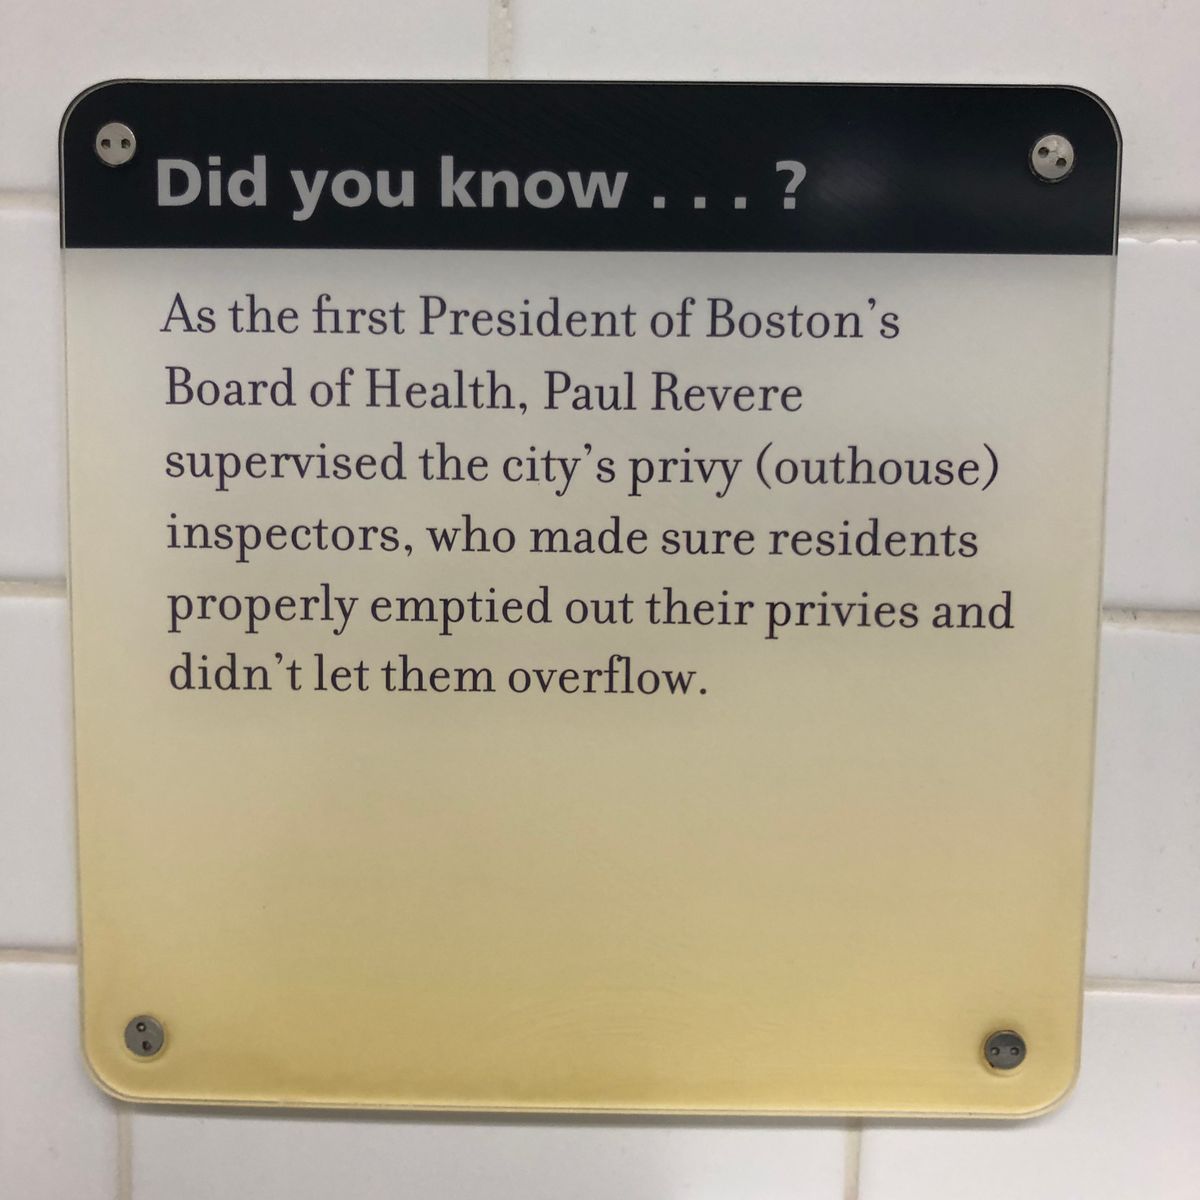 Did you know . . . ?
As the first President of Boston’s
Board of Health, Paul Revere
supervised the city’s privy (outhouse)
inspectors, who made sure residents
properly emptied out their privies and
didn’t let them overflow.